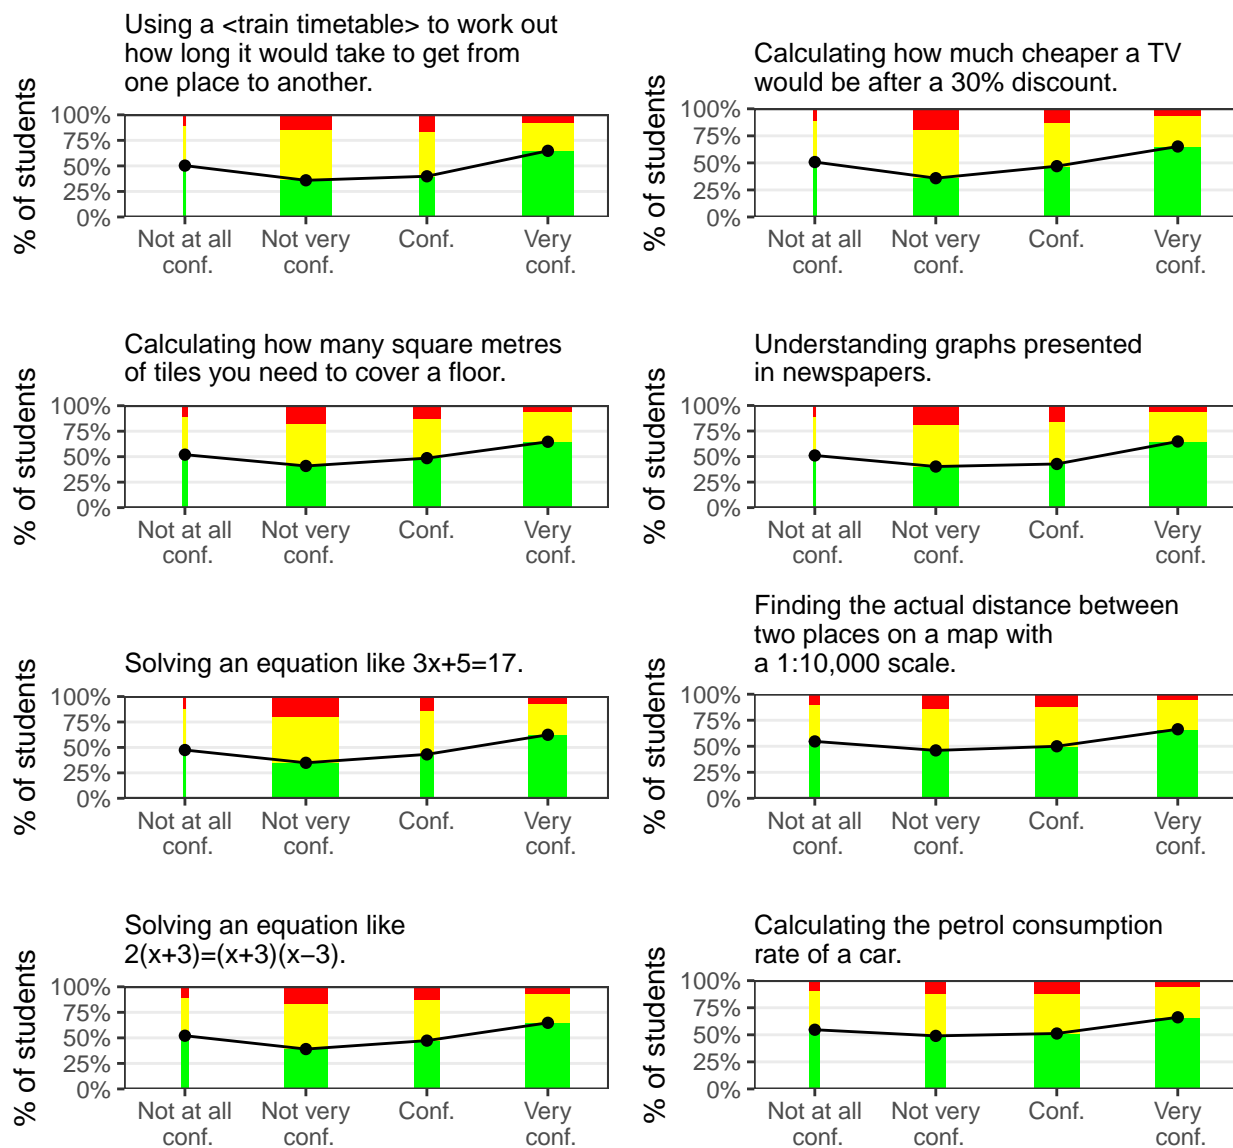 Using a <train timetable> to work out
how long it would take to get from
one place to another.
% of students
100%
75%
50%
25%
0%
Not at all
conf.
Not very
conf.
Conf.
Very
conf.
Calculating how much cheaper a TV
would be after a 30% discount.
% of students
100%
75%
50%
25%
0%
Not at all
conf.
Not very
conf.
Conf.
Very
conf.
Calculating how many square metres
of tiles you need to cover a floor.
% of students
100%
75%
50%
25%
0%
Not at all
conf.
Not very
conf.
Conf.
Very
conf.
Understanding graphs presented
in newspapers.
% of students
100%
75%
50%
25%
0%
Not at all
conf.
Not very
conf.
Conf.
Very
conf.
Solving an equation like 3x+5=17.
% of students
100%
75%
50%
25%
0%
Not at all
conf.
Not very
conf.
Conf.
Very
conf.
Finding the actual distance between
two places on a map with
a 1:10,000 scale.
% of students
100%
75%
50%
25%
0%
Not at all
conf.
Not very
conf.
Conf.
Very
conf.
Solving an equation like
2(x+3)=(x+3)(x−3).
% of students
100%
75%
50%
25%
0%
Not at all
conf.
Not very
conf.
Conf.
Very
conf.
Calculating the petrol consumption
rate of a car.
% of students
100%
75%
50%
25%
0%
Not at all
conf.
Not very
conf.
Conf.
Very
conf.